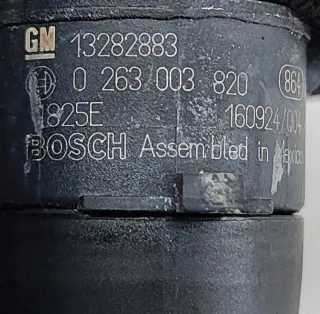 GM 13282883
0 263 003 820 864
1825E 160924/004
BOSCH Assembled in Mexico